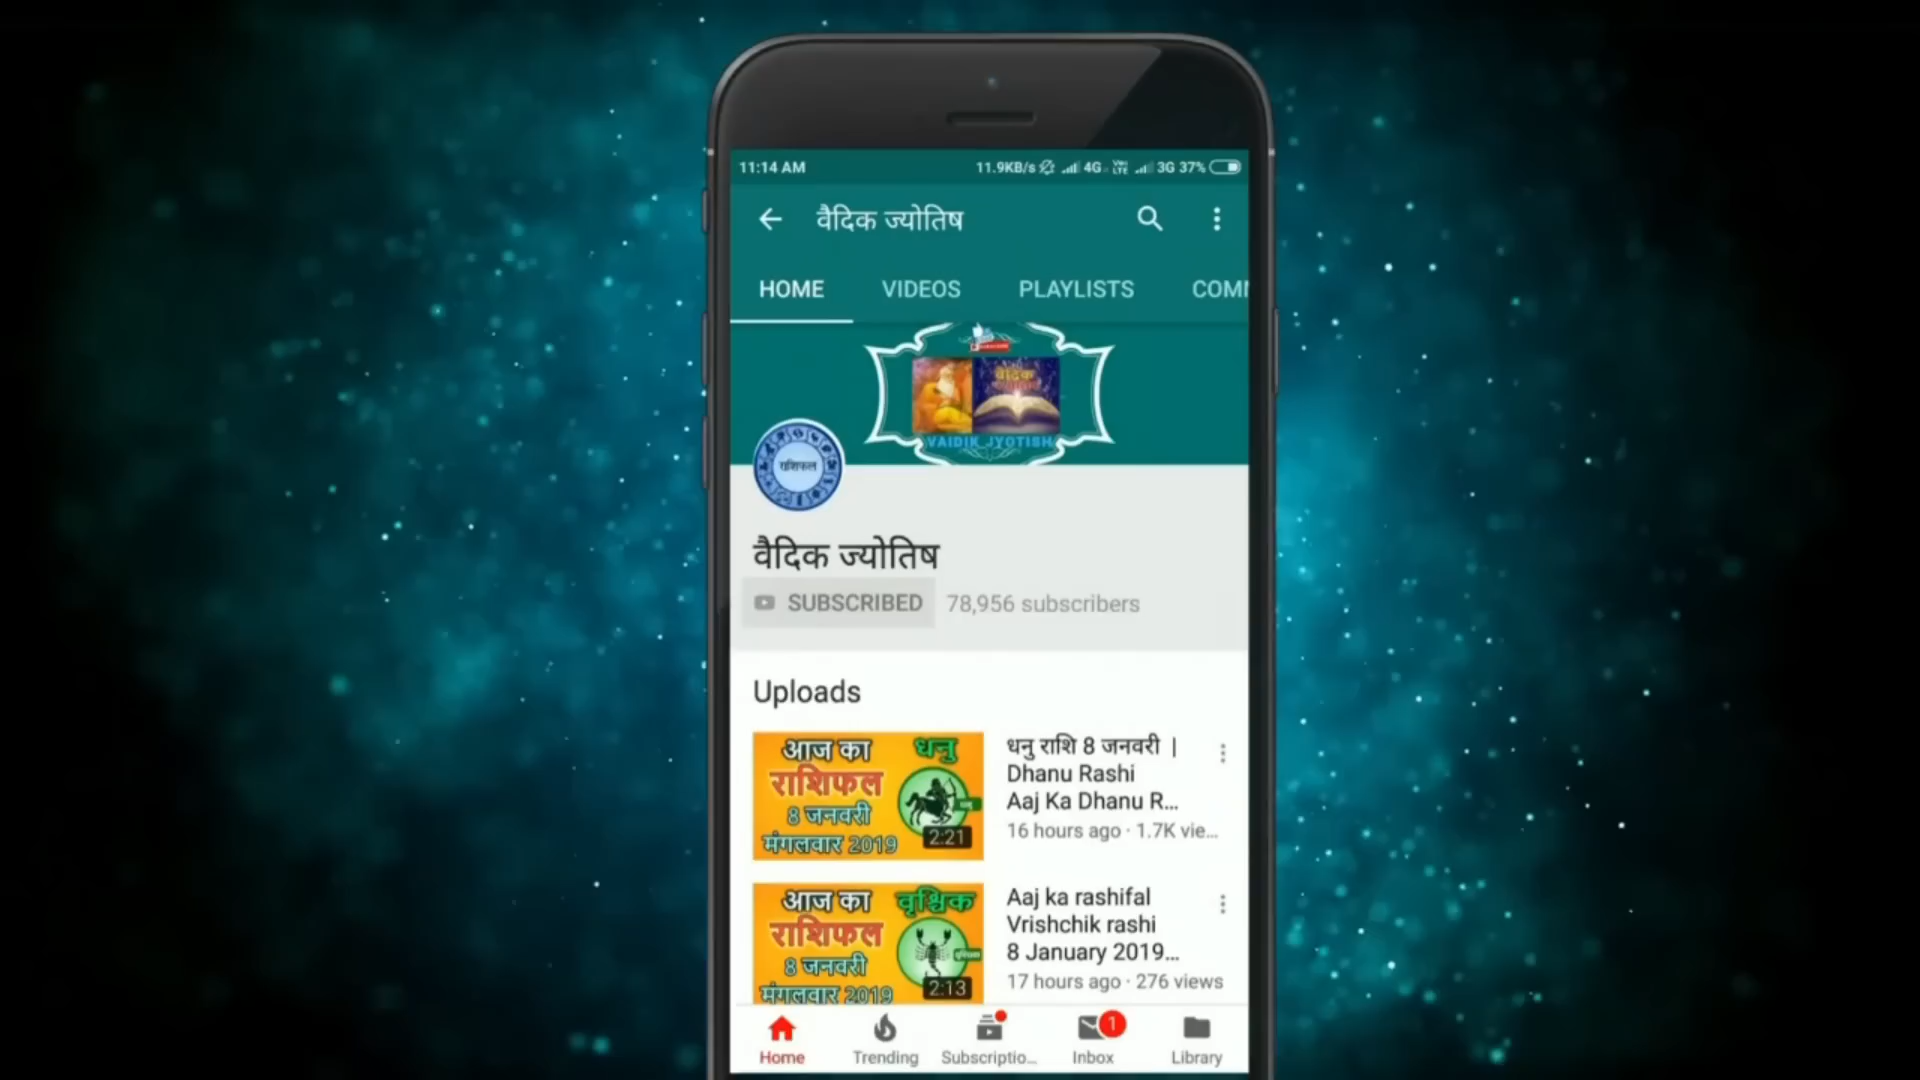 11:14 AM 11.9KB/s 4G VoLTE 3G 37%
वैदिक ज्योतिष
HOME VIDEOS PLAYLISTS COMM
वैदिक
VAIDIK JYOTISH
राशिफल
वैदिक ज्योतिष
SUBSCRIBED 78,956 subscribers
Uploads
आज का धनु
राशिफल
8 जनवरी
मंगलवार 2019
2:21
धनु राशि 8 जनवरी |
Dhanu Rashi
Aaj Ka Dhanu R...
16 hours ago · 1.7K vie...
आज का वृश्चिक
राशिफल
8 जनवरी
मंगलवार 2019
2:13
Aaj ka rashifal
Vrishchik rashi
8 January 2019...
17 hours ago · 276 views
1
Home Trending Subscriptio... Inbox Library